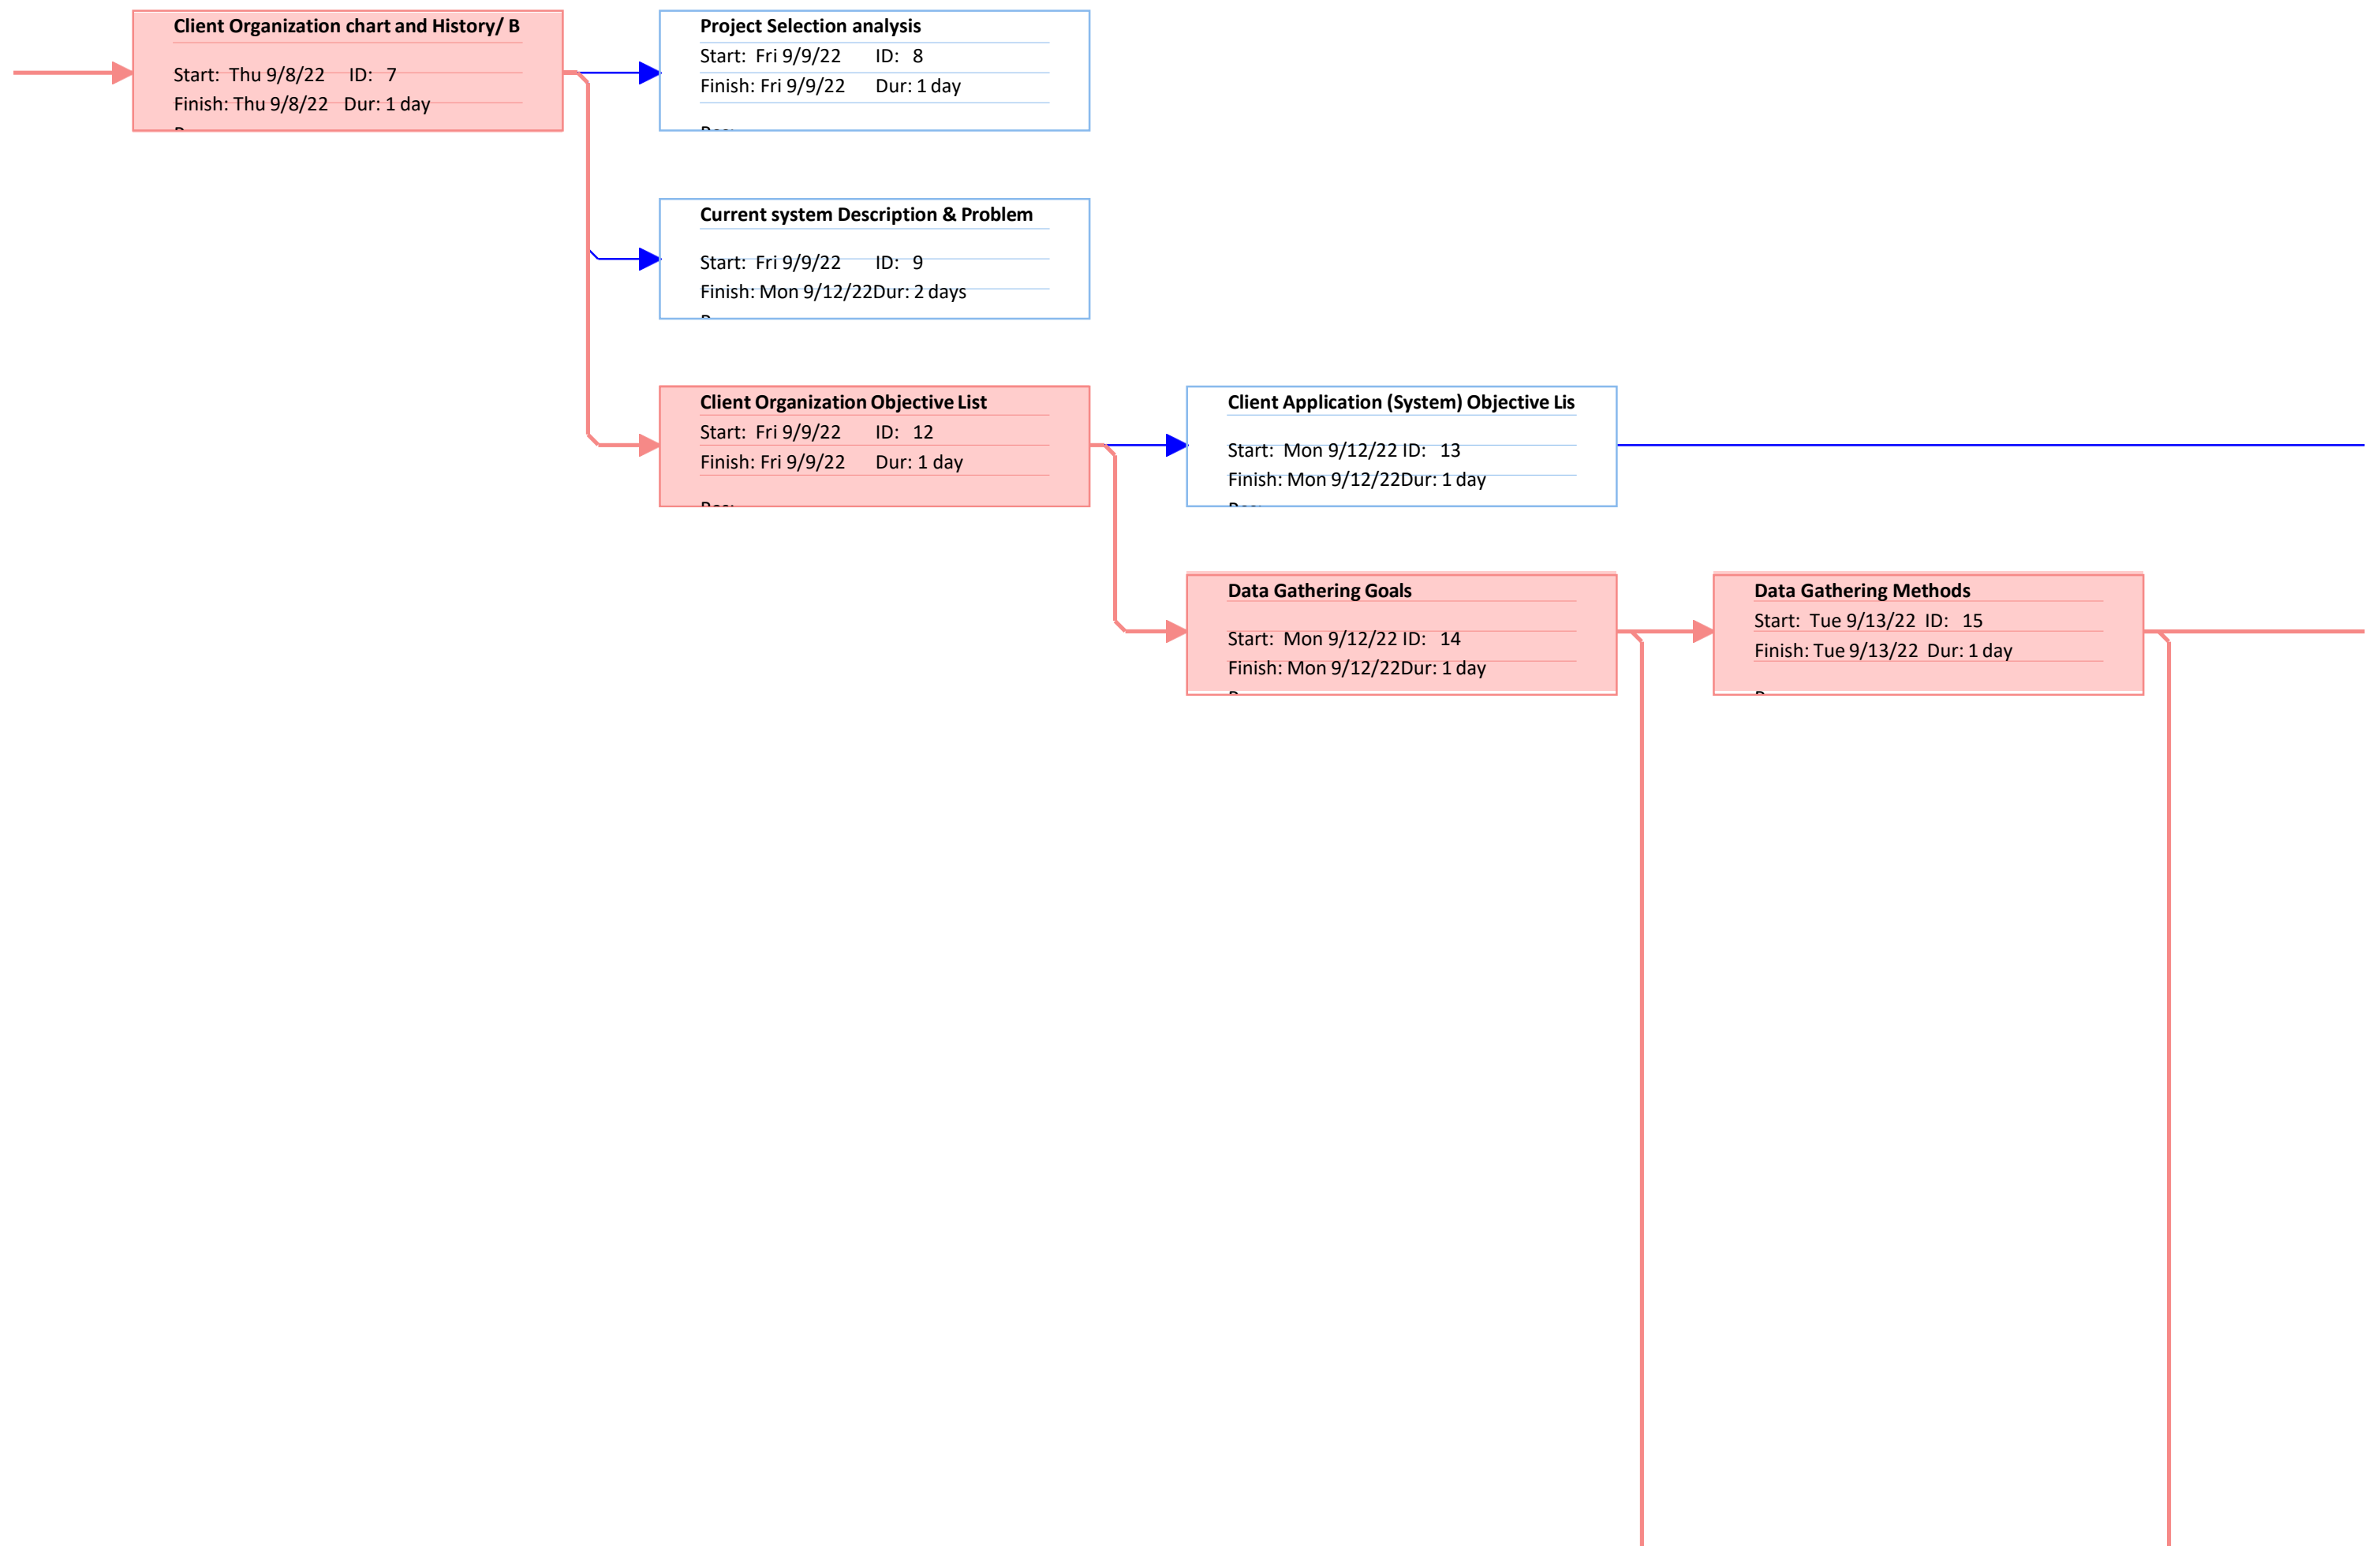 Client Organization chart and History/ B
Start: Thu 9/8/22 ID: 7
Finish: Thu 9/8/22 Dur: 1 day
Project Selection analysis
Start: Fri 9/9/22 ID: 8
Finish: Fri 9/9/22 Dur: 1 day
Current system Description & Problem
Start: Fri 9/9/22 ID: 9
Finish: Mon 9/12/22Dur: 2 days
Client Organization Objective List
Start: Fri 9/9/22 ID: 12
Finish: Fri 9/9/22 Dur: 1 day
Client Application (System) Objective Lis
Start: Mon 9/12/22 ID: 13
Finish: Mon 9/12/22Dur: 1 day
Data Gathering Goals
Start: Mon 9/12/22 ID: 14
Finish: Mon 9/12/22Dur: 1 day
Data Gathering Methods
Start: Tue 9/13/22 ID: 15
Finish: Tue 9/13/22 Dur: 1 day